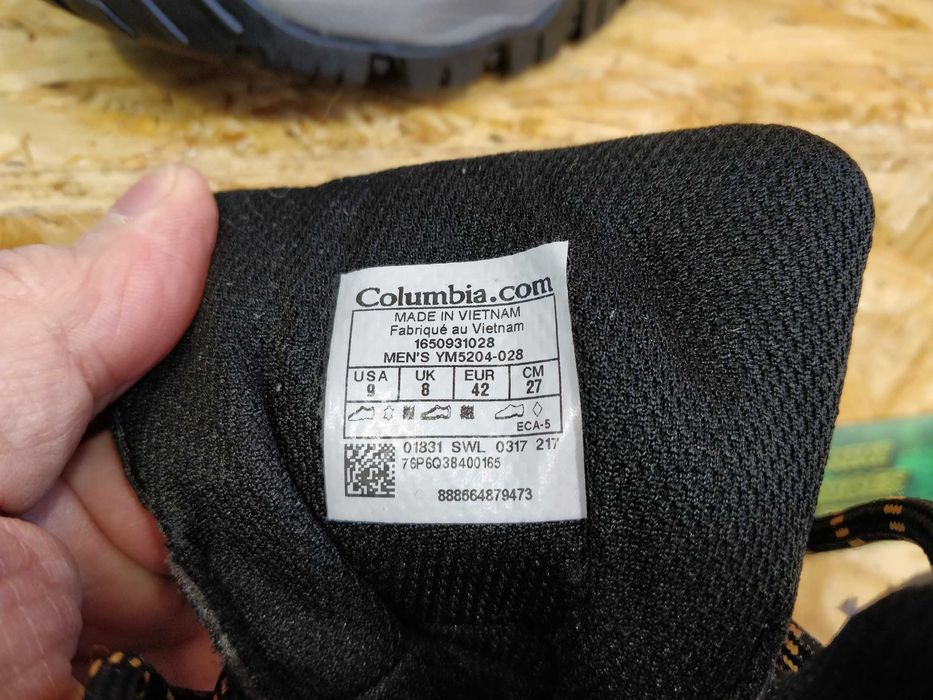 Columbia.com
MADE IN VIETNAM
Fabriqué au Vietnam
1650931028
MEN'S YM5204-028
USA UK EUR CM
9 8 42 27
ECA-5
01831 SWL 0317 217
76P6Q38400165
888664879473